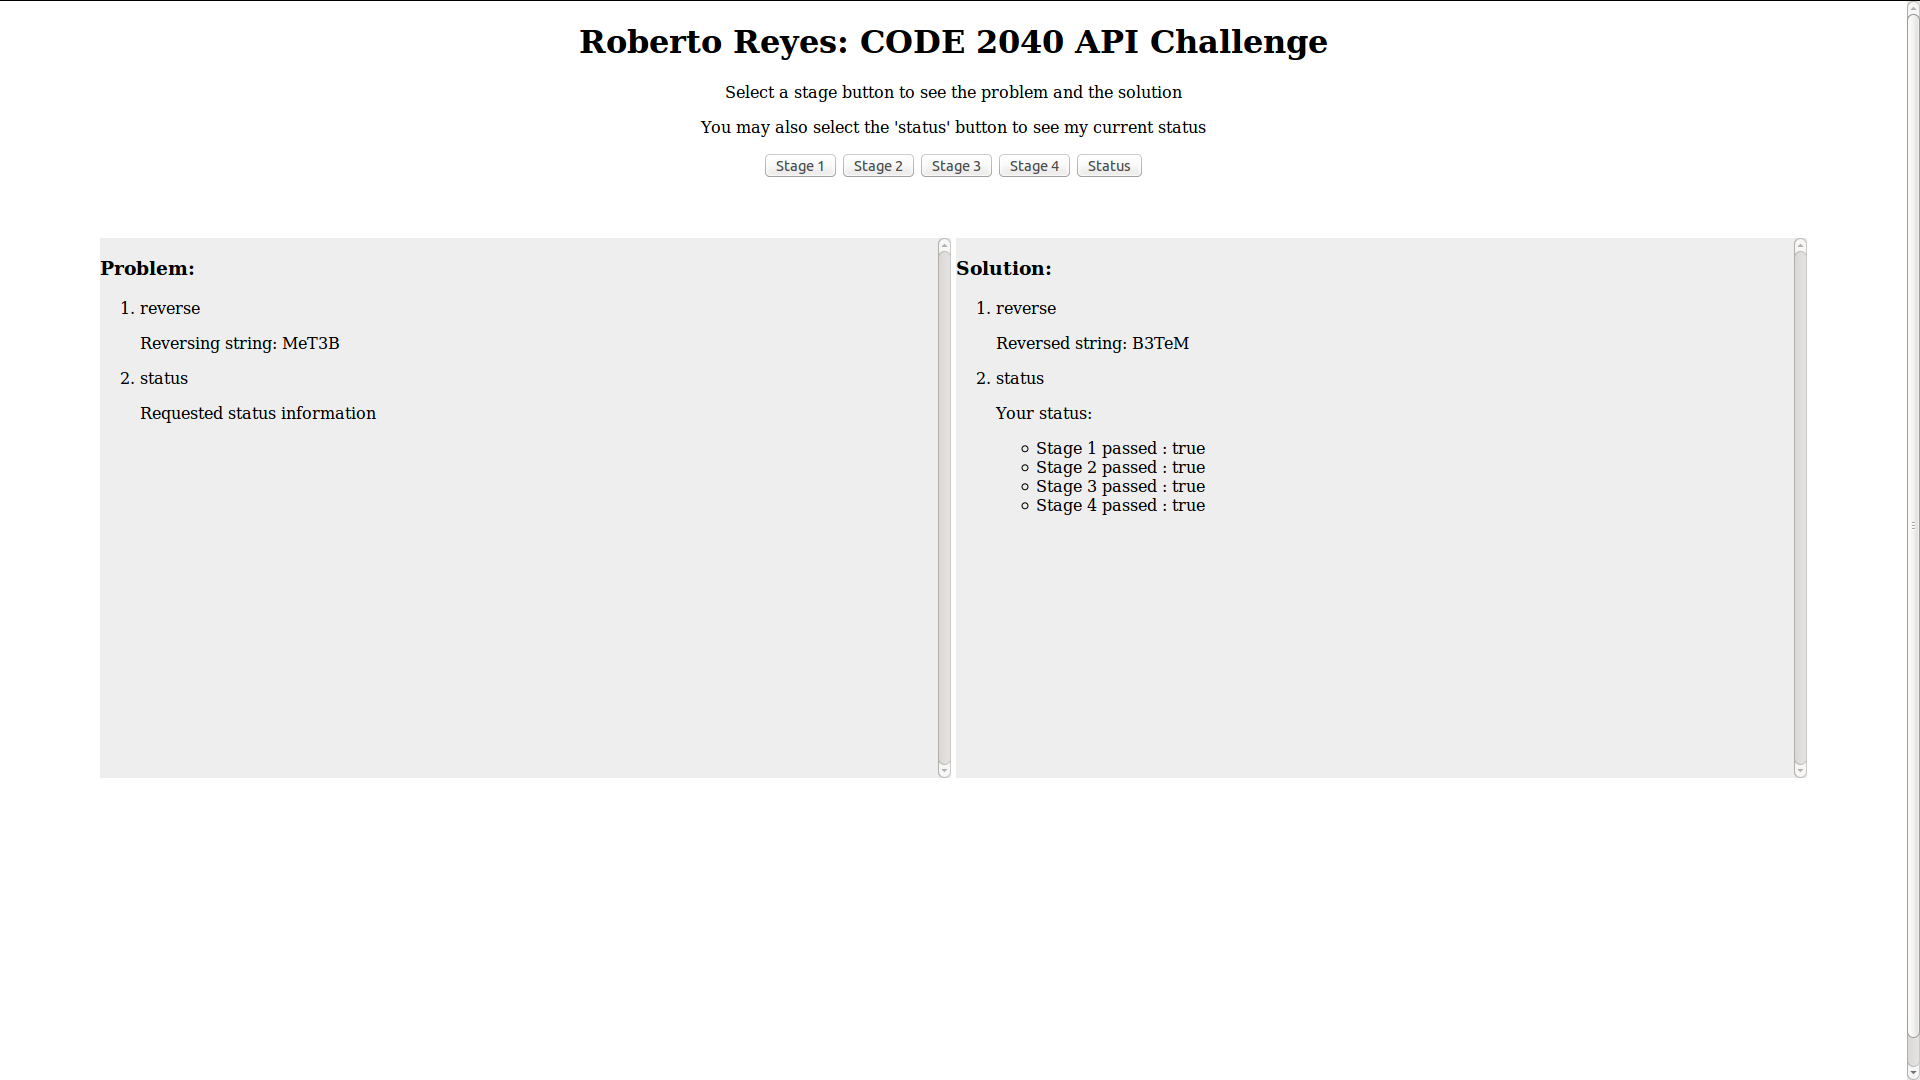 Roberto Reyes: CODE 2040 API Challenge
Select a stage button to see the problem and the solution
You may also select the 'status' button to see my current status
Stage 1 Stage 2 Stage 3 Stage 4 Status
Problem:
1. reverse
Reversing string: MeT3B
2. status
Requested status information
Solution:
1. reverse
Reversed string: B3TeM
2. status
Your status:
Stage 1 passed : true
Stage 2 passed : true
Stage 3 passed : true
Stage 4 passed : true